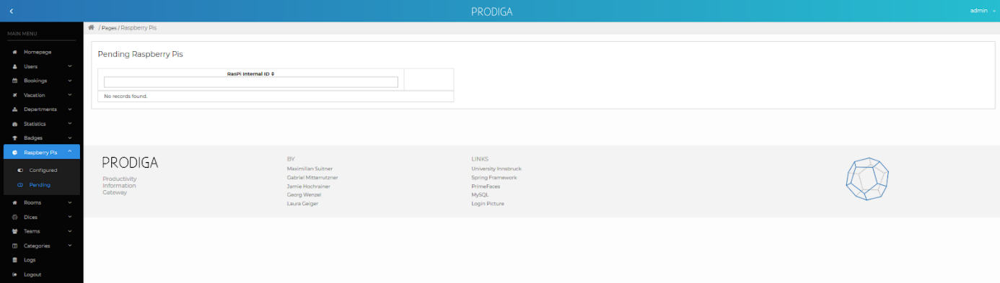 PRODIGA
admin
MAIN MENU
Homepage
Users
Bookings
Vacation
Departments
Statistics
Badges
Raspberry Pis
Configured
Pending
Rooms
Dices
Teams
Categories
Logs
Logout
/ Pages / Raspberry Pis
Pending Raspberry Pis
RasPi Internal ID
No records found.
PRODIGA
Productivity
Information
Gateway
BY
Maximilian Suitner
Gabriel Mitterrutzner
Jamie Hochrainer
Georg Wenzel
Laura Geiger
LINKS
University Innsbruck
Spring Framework
PrimeFaces
MySQL
Login Picture